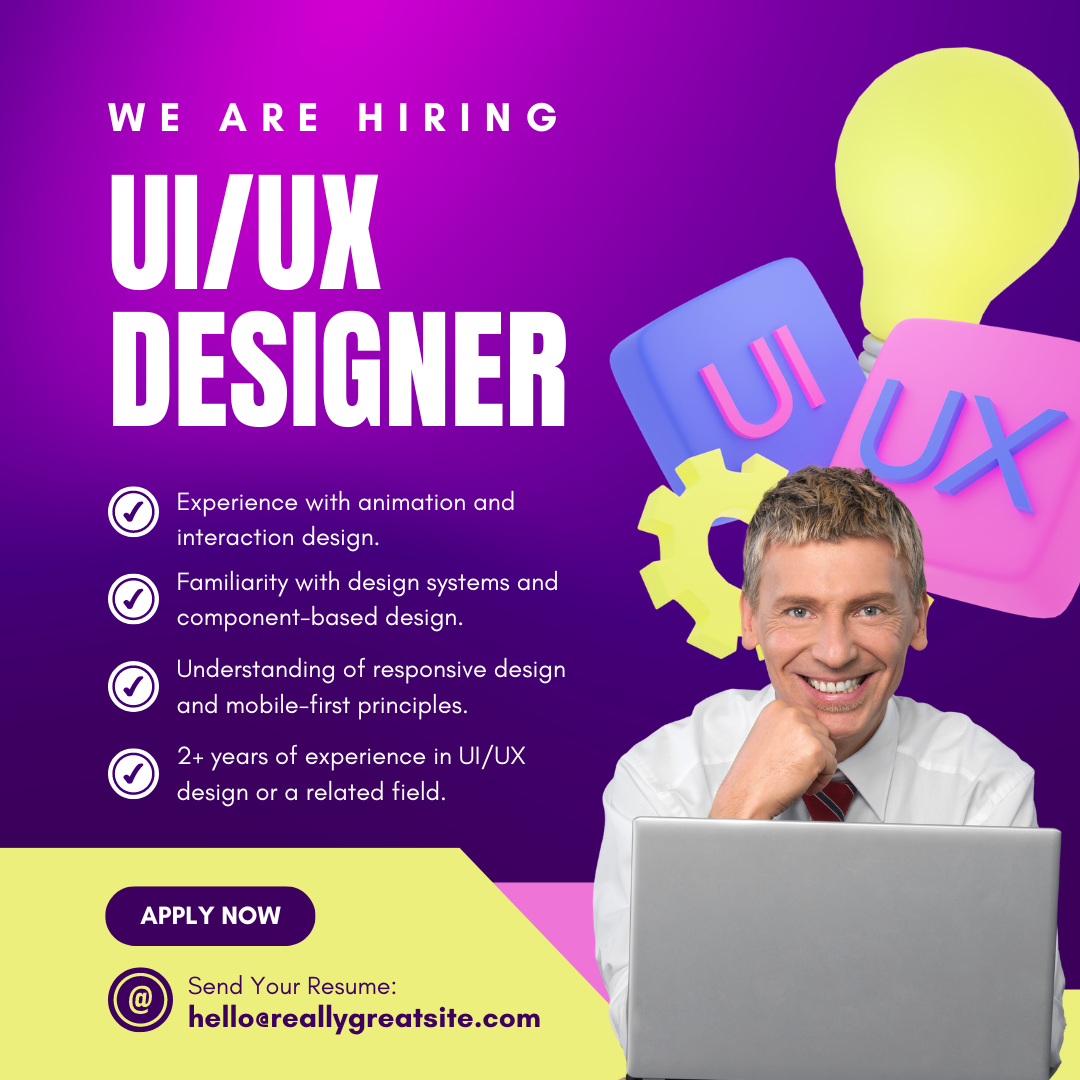 WE ARE HIRING
UI/UX
DESIGNER
UI
UX
Experience with animation and
interaction design.
Familiarity with design systems and
component-based design.
Understanding of responsive design
and mobile-first principles.
2+ years of experience in UI/UX
design or a related field.
APPLY NOW
@
Send Your Resume:
hello@reallygreatsite.com